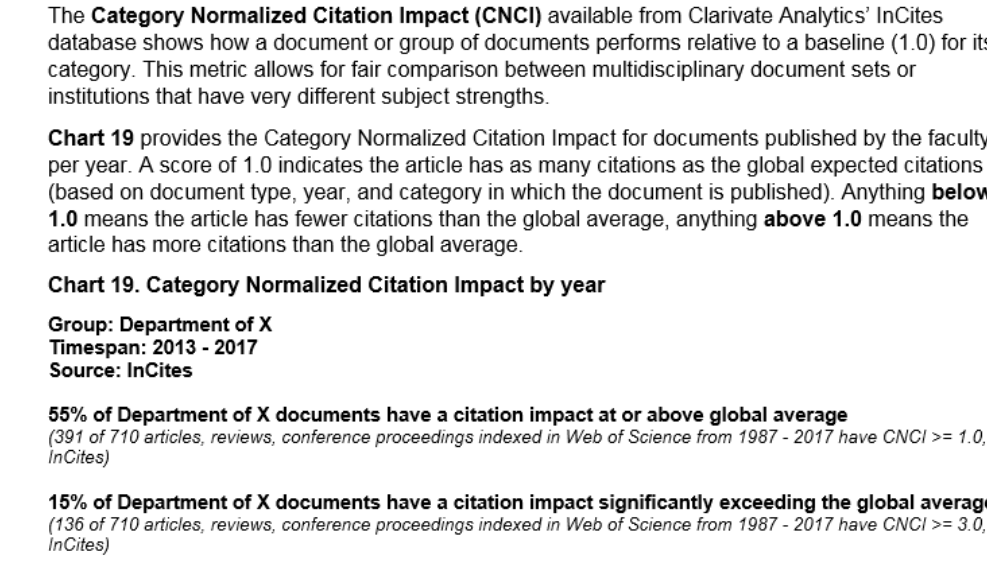 The Category Normalized Citation Impact (CNCI) available from Clarivate Analytics’ InCites
database shows how a document or group of documents performs relative to a baseline (1.0) for its
category. This metric allows for fair comparison between multidisciplinary document sets or
institutions that have very different subject strengths.
Chart 19 provides the Category Normalized Citation Impact for documents published by the faculty
per year. A score of 1.0 indicates the article has as many citations as the global expected citations
(based on document type, year, and category in which the document is published). Anything below
1.0 means the article has fewer citations than the global average, anything above 1.0 means the
article has more citations than the global average.
Chart 19. Category Normalized Citation Impact by year
Group: Department of X
Timespan: 2013 - 2017
Source: InCites
55% of Department of X documents have a citation impact at or above global average
(391 of 710 articles, reviews, conference proceedings indexed in Web of Science from 1987 - 2017 have CNCI >= 1.0,
InCites)
15% of Department of X documents have a citation impact significantly exceeding the global average
(136 of 710 articles, reviews, conference proceedings indexed in Web of Science from 1987 - 2017 have CNCI >= 3.0,
InCites)